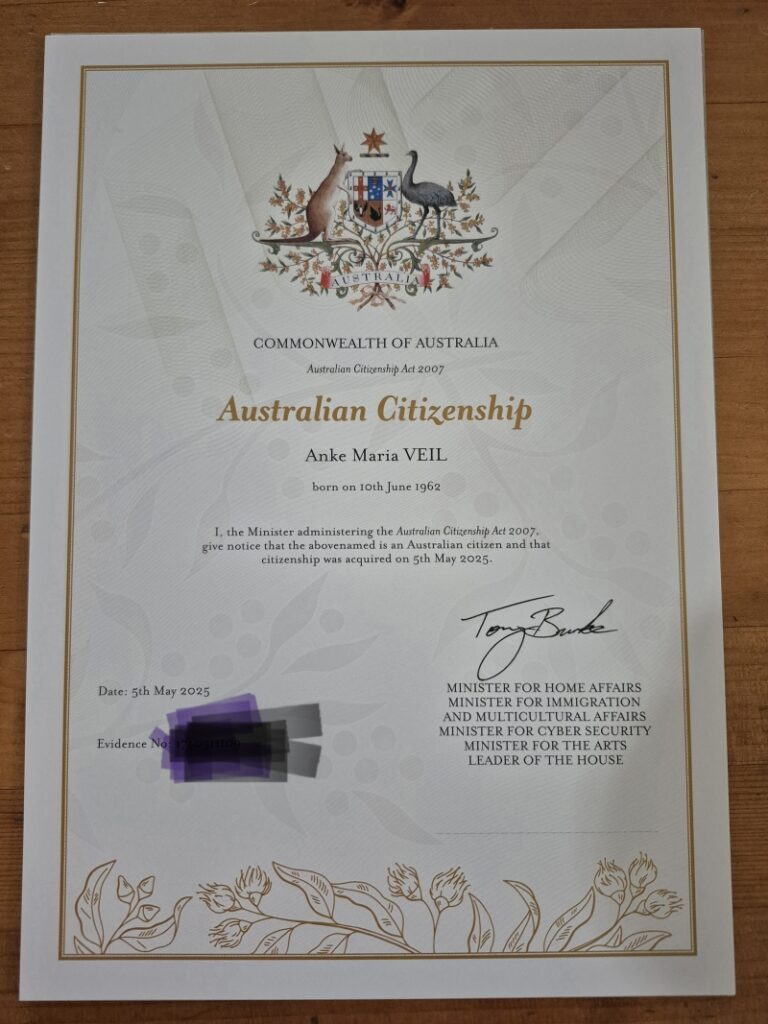 AUSTRALIA
COMMONWEALTH OF AUSTRALIA
Australian Citizenship Act 2007
Australian Citizenship
Anke Maria VEIL
born on 10th June 1962
I, the Minister administering the Australian Citizenship Act 2007,
give notice that the abovenamed is an Australian citizen and that
citizenship was acquired on 5th May 2025.
Tony Burke
Date: 5th May 2025
Evidence No:
MINISTER FOR HOME AFFAIRS
MINISTER FOR IMMIGRATION
AND MULTICULTURAL AFFAIRS
MINISTER FOR CYBER SECURITY
MINISTER FOR THE ARTS
LEADER OF THE HOUSE